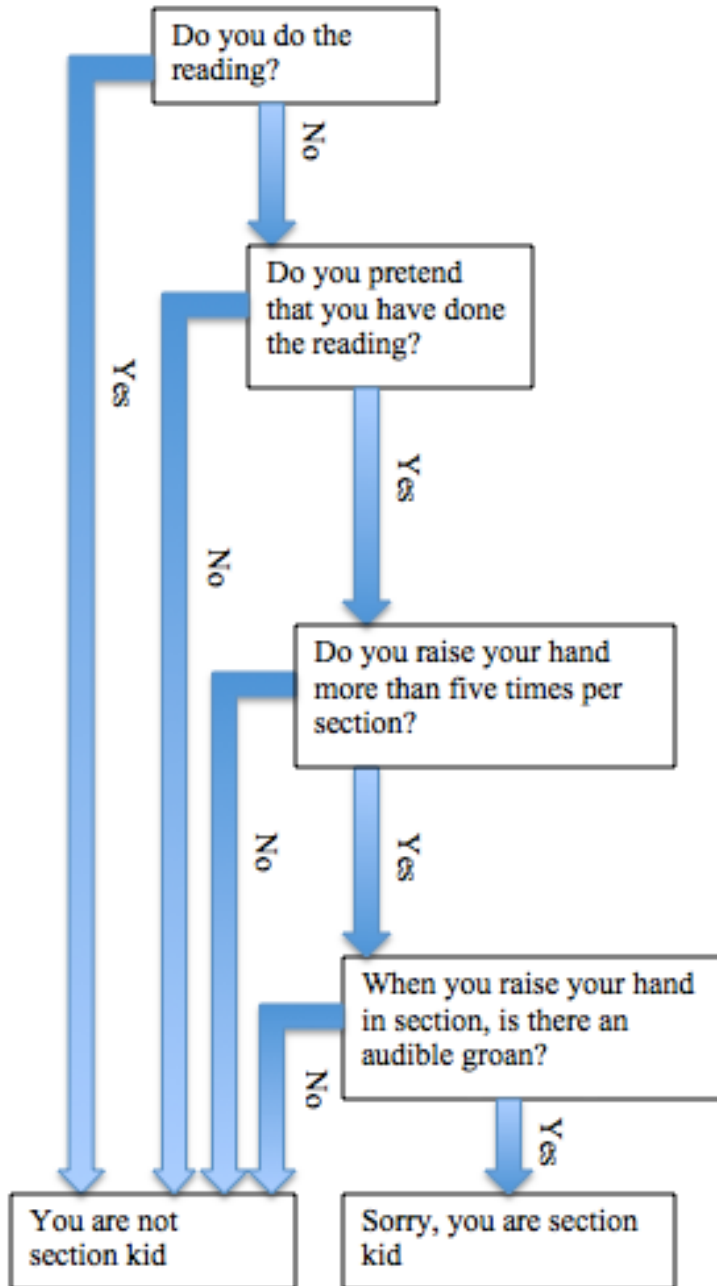 Do you do the
reading?
No
Do you pretend
that you have done
the reading?
Yes
Yes
No
Do you raise your hand
more than five times per
section?
No
Yes
When you raise your hand
in section, is there an
audible groan?
No
Yes
You are not
section kid
Sorry, you are section
kid